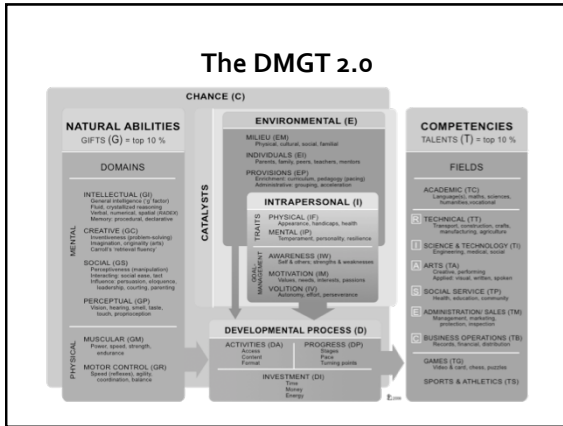 The DMGT 2.0
CHANCE (C)
NATURAL ABILITIES
GIFTS (G) = top 10 %
DOMAINS
MENTAL
INTELLECTUAL (GI)
General intelligence ('g' factor)
Fluid, crystallized reasoning
Verbal, numerical, spatial (RADEX)
Memory: procedural, declarative
CREATIVE (GC)
Inventiveness (problem-solving)
Imagination, originality (arts)
Carroll's 'retrieval fluency'
SOCIAL (GS)
Perceptiveness (manipulation)
Interacting: social ease, tact
Influence: persuasion, eloquence,
leadership, courting, parenting
PERCEPTUAL (GP)
Vision, hearing, smell, taste,
touch, proprioception
PHYSICAL
MUSCULAR (GM)
Power, speed, strength,
endurance
MOTOR CONTROL (GR)
Speed (reflexes), agility,
coordination, balance
CATALYSTS
ENVIRONMENTAL (E)
MILIEU (EM)
Physical, cultural, social, familial
INDIVIDUALS (EI)
Parents, family, peers, teachers, mentors
PROVISIONS (EP)
Enrichment: curriculum, pedagogy (pacing)
Administrative: grouping, acceleration
INTRAPERSONAL (I)
TRAITS
PHYSICAL (IF)
Appearance, handicaps, health
MENTAL (IP)
Temperament, personality, resilience
GOAL-
MANAGEMENT
AWARENESS (IW)
Self & others; strengths & weaknesses
MOTIVATION (IM)
Values, needs, interests, passions
VOLITION (IV)
Autonomy, effort, perseverance
DEVELOPMENTAL PROCESS (D)
ACTIVITIES (DA)
Access
Content
Format
PROGRESS (DP)
Stages
Pace
Turning points
INVESTMENT (DI)
Time
Money
Energy
COMPETENCIES
TALENTS (T) = top 10 %
FIELDS
ACADEMIC (TC)
Language(s), maths, sciences,
humanities, vocational
R TECHNICAL (TT)
Transport, construction, crafts,
manufacturing, agriculture
I SCIENCE & TECHNOLOGY (TI)
Engineering, medical, social
A ARTS (TA)
Creative, performing
Applied: visual, written, spoken
S SOCIAL SERVICE (TP)
Health, education, community
E ADMINISTRATION/ SALES (TM)
Management, marketing,
protection, inspection
C BUSINESS OPERATIONS (TB)
Records, financial, distribution
GAMES (TG)
Video & card, chess, puzzles
SPORTS & ATHLETICS (TS)